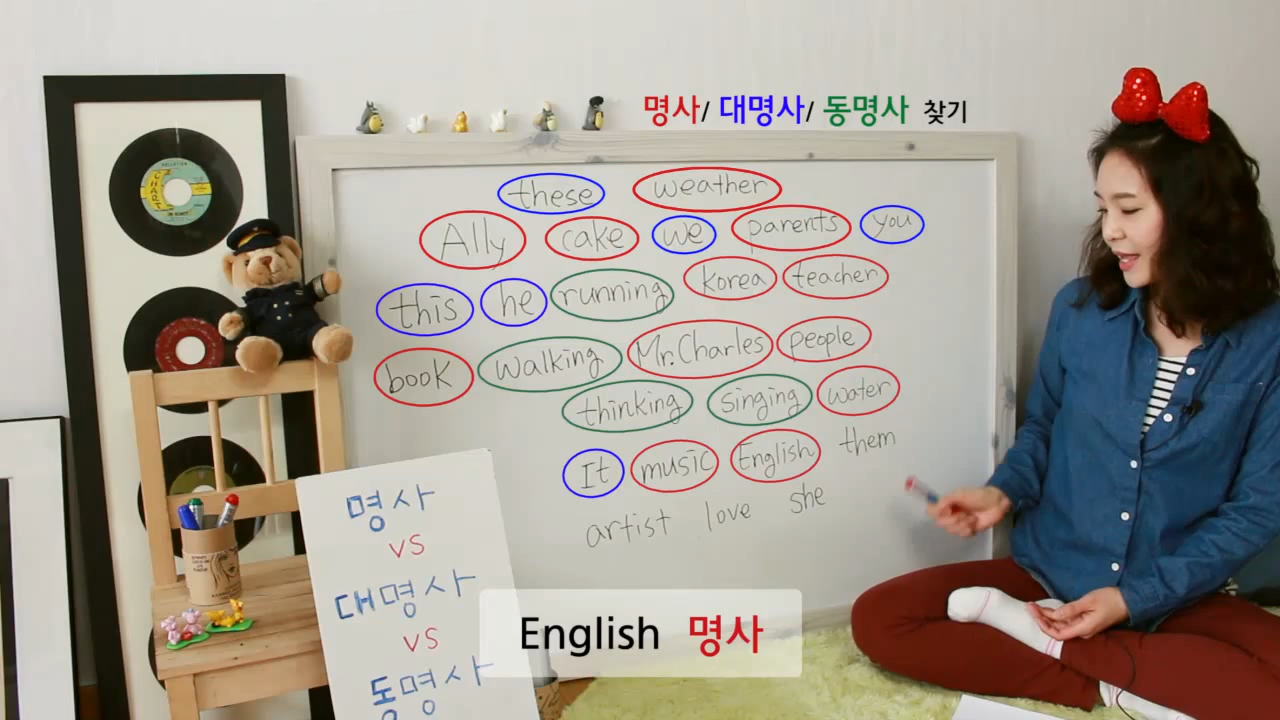 명사/ 대명사/ 동명사 찾기
these weather
Ally cake we parents you
this he running korea teacher
book walking Mr. Charles people
thinking singing water
It music English them
artist love she
명사
vs
대명사
vs
동명사
English 명사
CHART